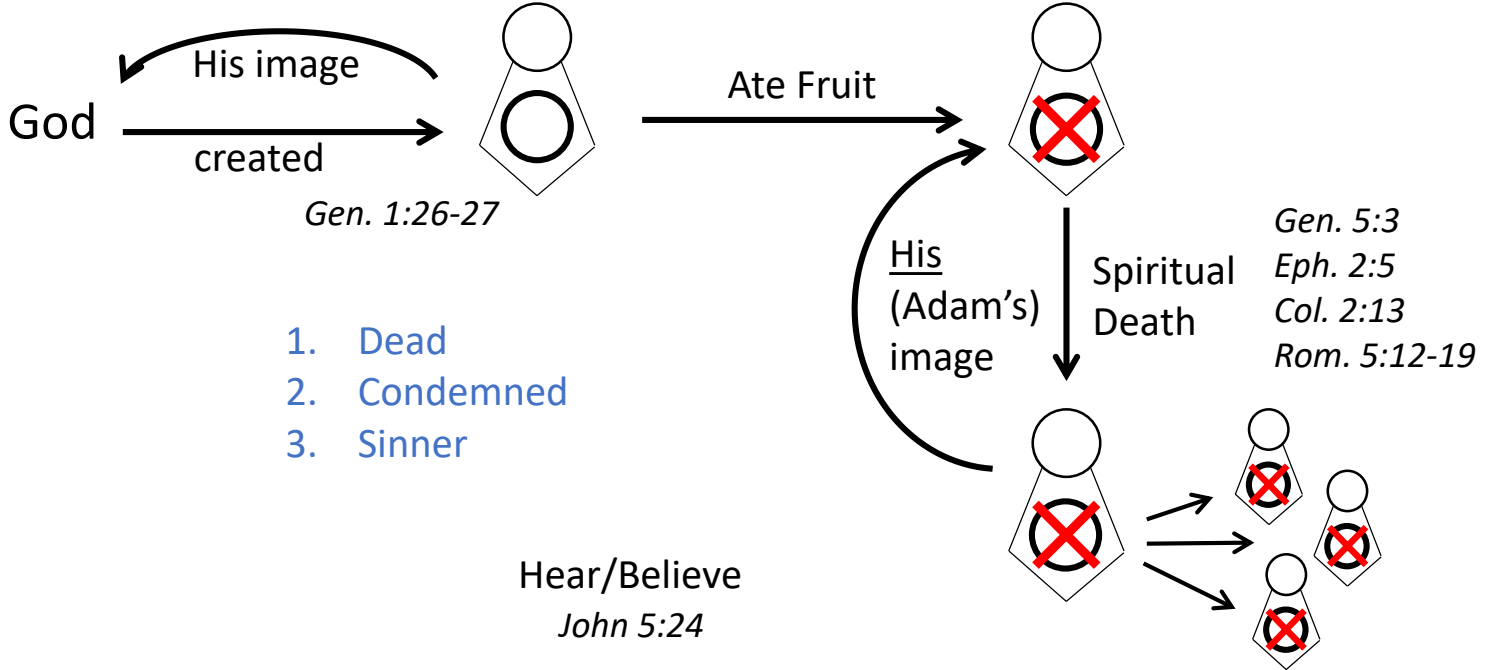 His image
God
created
Gen. 1:26-27
Ate Fruit
His
(Adam’s)
image
Spiritual
Death
Gen. 5:3
Eph. 2:5
Col. 2:13
Rom. 5:12-19
1. Dead
2. Condemned
3. Sinner
Hear/Believe
John 5:24